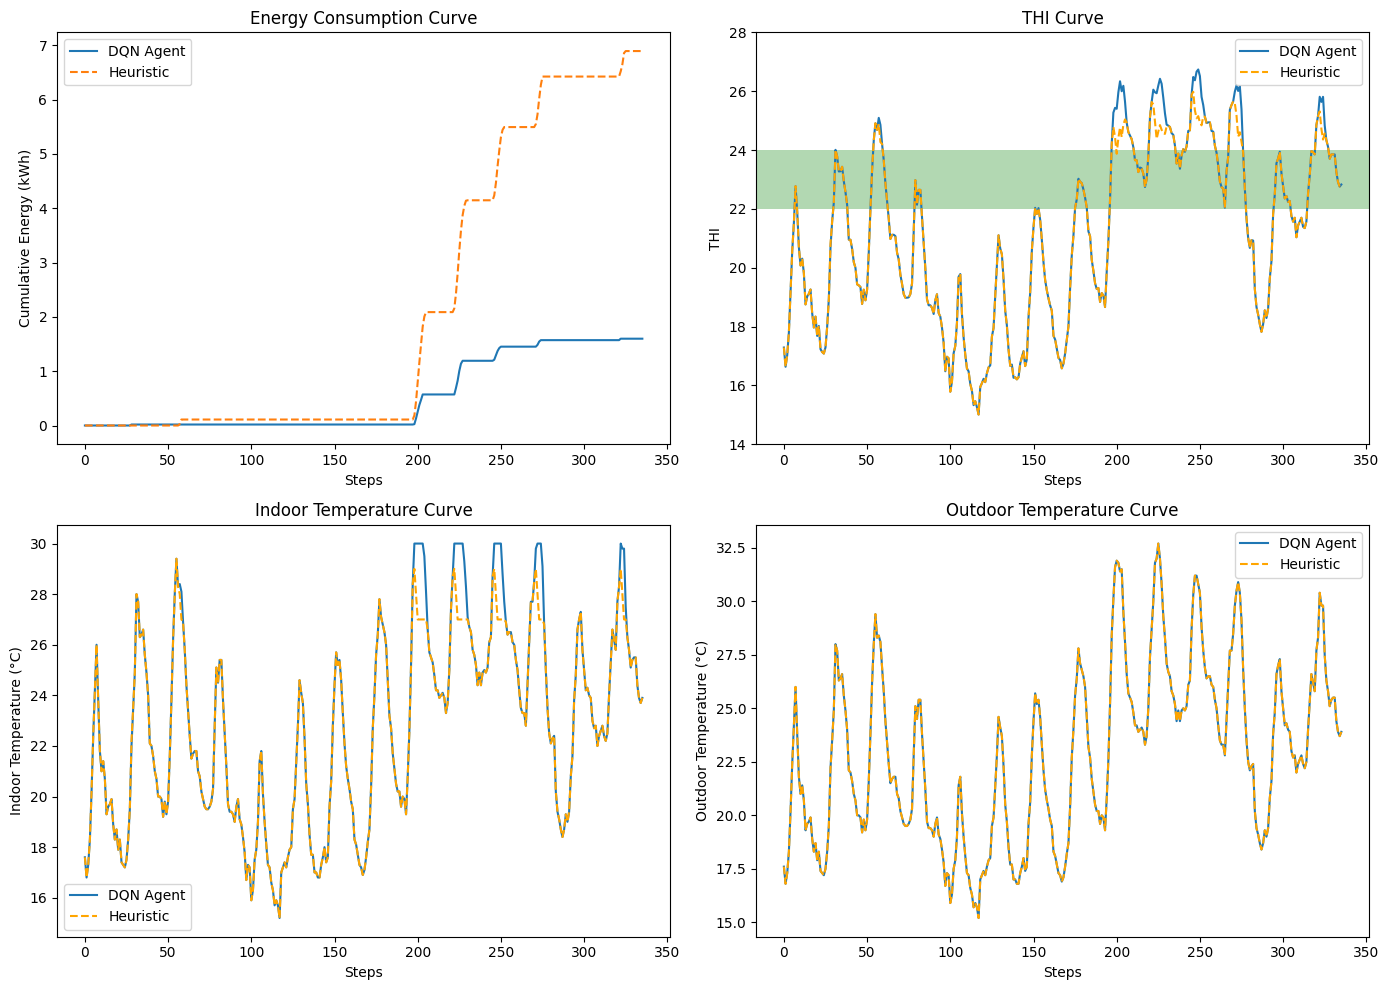 Energy Consumption Curve
DQN Agent
Heuristic
Cumulative Energy (kWh)
7
6
5
4
3
2
1
0
0 50 100 150 200 250 300 350
Steps
THI Curve
DQN Agent
Heuristic
THI
28
26
24
22
20
18
16
14
0 50 100 150 200 250 300 350
Steps
Indoor Temperature Curve
DQN Agent
Heuristic
Indoor Temperature (°C)
30
28
26
24
22
20
18
16
0 50 100 150 200 250 300 350
Steps
Outdoor Temperature Curve
DQN Agent
Heuristic
Outdoor Temperature (°C)
32.5
30.0
27.5
25.0
22.5
20.0
17.5
15.0
0 50 100 150 200 250 300 350
Steps